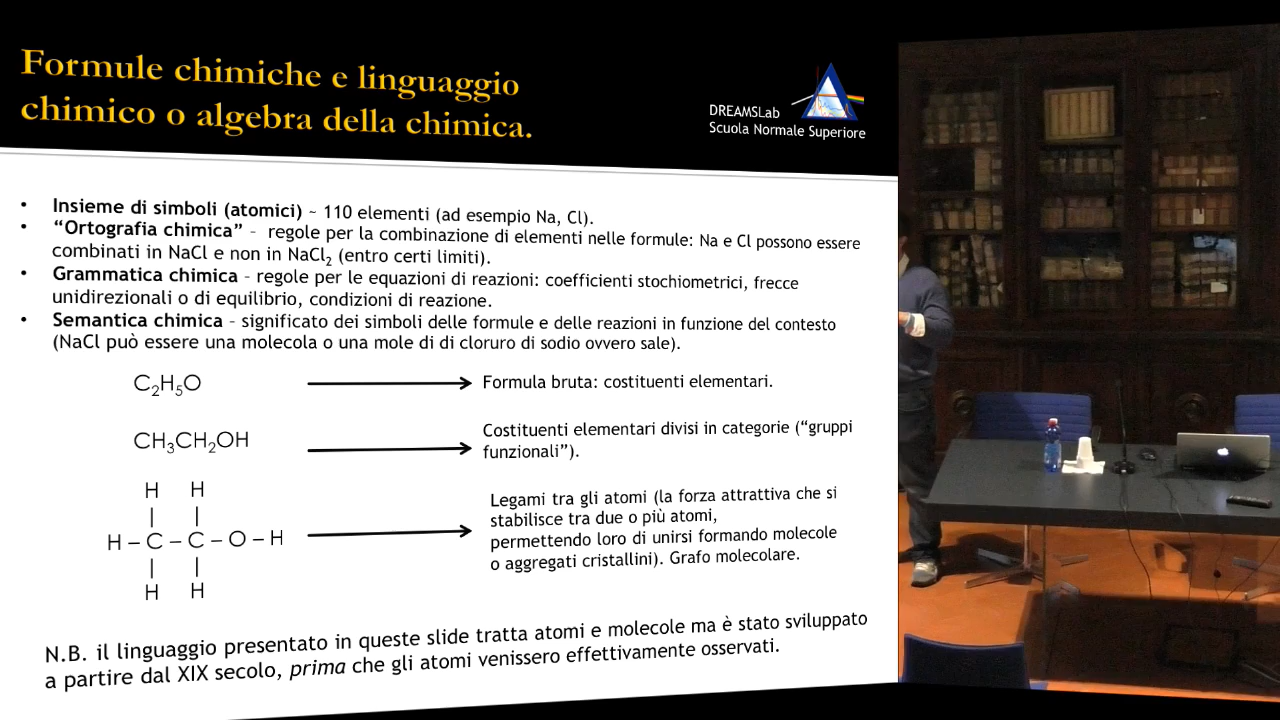 Formule chimiche e linguaggio
chimico o algebra della chimica.
DREAMSLab
Scuola Normale Superiore
• Insieme di simboli (atomici) ~ 110 elementi (ad esempio Na, Cl).
• “Ortografia chimica” - regole per la combinazione di elementi nelle formule: Na e Cl possono essere
combinati in NaCl e non in NaCl₂ (entro certi limiti).
• Grammatica chimica - regole per le equazioni di reazioni: coefficienti stochiometrici, frecce
unidirezionali o di equilibrio, condizioni di reazione.
• Semantica chimica - significato dei simboli delle formule e delle reazioni in funzione del contesto
(NaCl può essere una molecola o una mole di di cloruro di sodio ovvero sale).
C₂H₅O
Formula bruta: costituenti elementari.
CH₃CH₂OH
Costituenti elementari divisi in categorie (“gruppi
funzionali”).
H H
| |
H – C – C – O – H
| |
H H
Legami tra gli atomi (la forza attrattiva che si
stabilisce tra due o più atomi,
permettendo loro di unirsi formando molecole
o aggregati cristallini). Grafo molecolare.
N.B. il linguaggio presentato in queste slide tratta atomi e molecole ma è stato sviluppato
a partire dal XIX secolo, prima che gli atomi venissero effettivamente osservati.